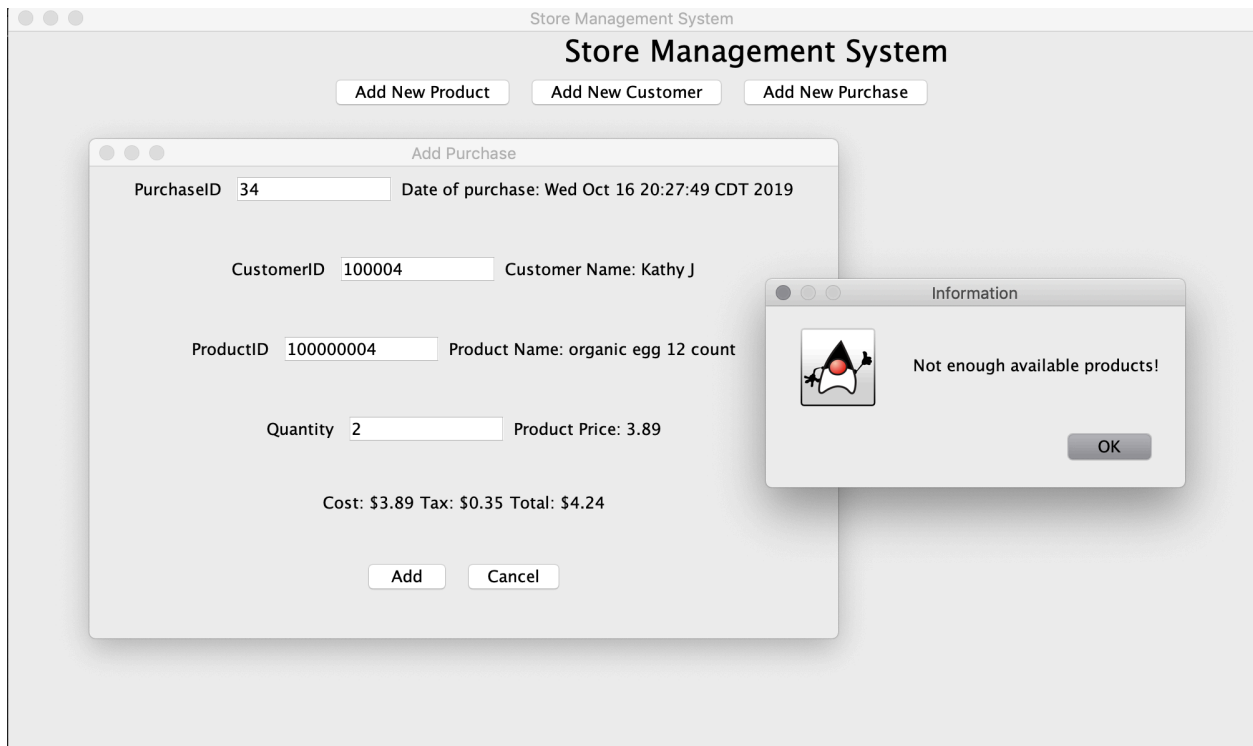 Store Management System
Store Management System
Add New Product Add New Customer Add New Purchase
Add Purchase
PurchaseID 34 Date of purchase: Wed Oct 16 20:27:49 CDT 2019
CustomerID 100004 Customer Name: Kathy J
ProductID 100000004 Product Name: organic egg 12 count
Quantity 2 Product Price: 3.89
Cost: $3.89 Tax: $0.35 Total: $4.24
Add Cancel
Information
Not enough available products!
OK